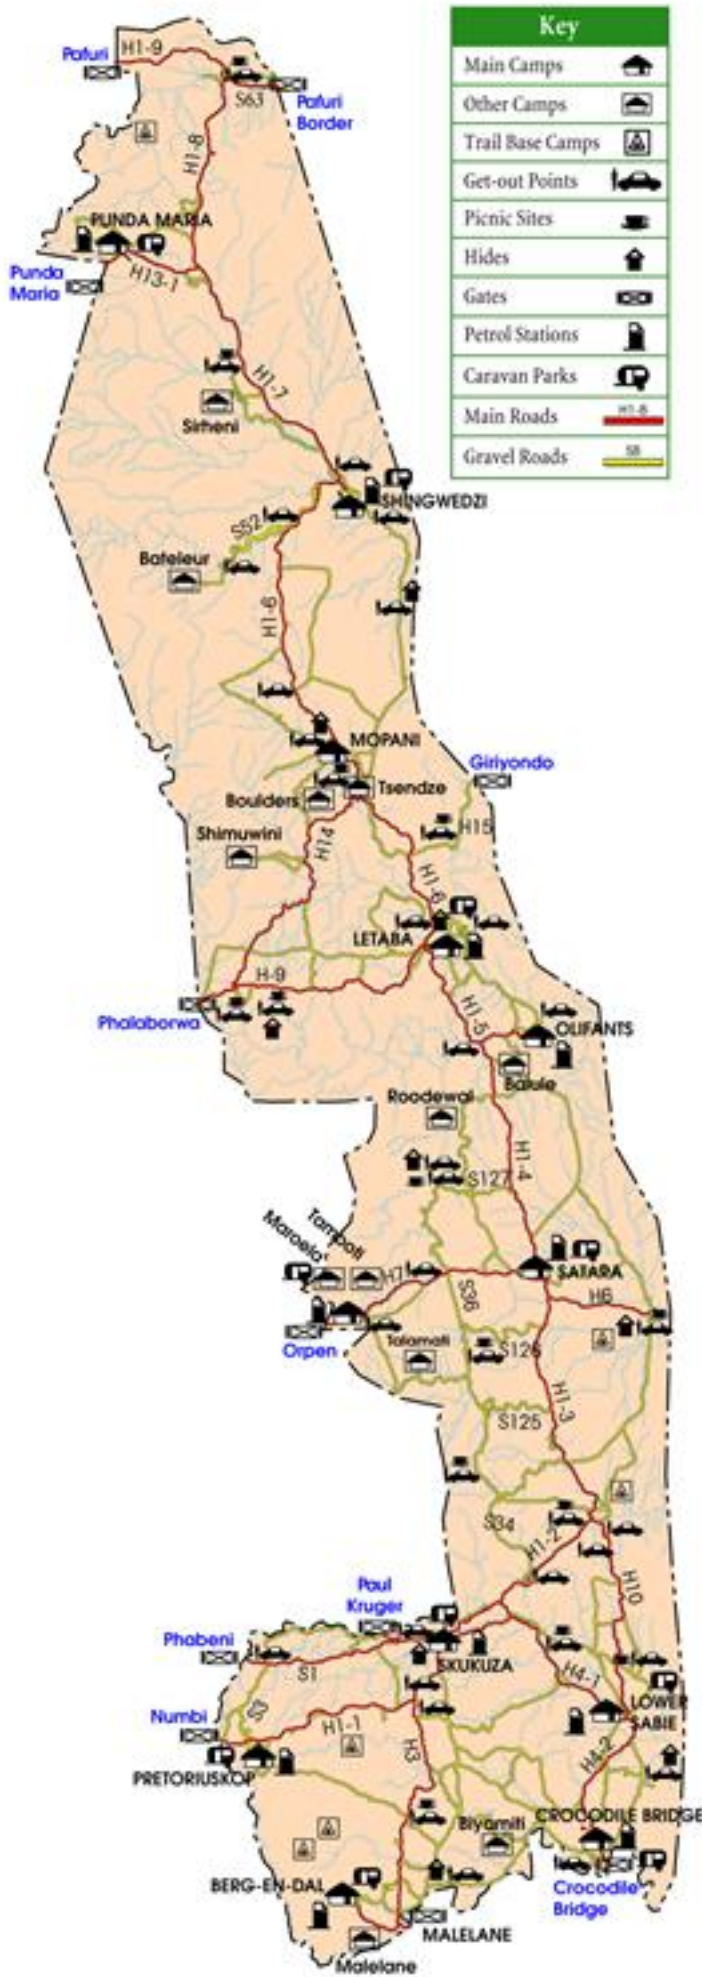 Key
Main Camps
Other Camps
Trail Base Camps
Get-out Points
Picnic Sites
Hides
Gates
Petrol Stations
Caravan Parks
Main Roads H1-8
Gravel Roads S8
Pafuri
H1-9
S63
Pafuri
Border
H1-8
PUNDA MARIA
Punda
Maria
H13-1
H1-7
Sirheni
SHINGWEDZI
S52
Bateleur
H1-6
MOPANI
Giriyondo
Tsendze
Boulders
H15
Shimuwini
H14
H1-6
LETABA
H-9
Phalaborwa
H1-5
OLIFANTS
Balule
Roodewal
H1-4
S127
Tamboti
Maroela
H7
SATARA
S36
H6
Orpen
Talamati
S126
H1-3
S125
S34
H1-2
H10
Paul
Kruger
Phabeni
SKUKUZA
S1
H4-1
LOWER
SABIE
S3
Numbi
H1-1
H3
H4-2
PRETORIUSKOP
CROCODILE BRIDGE
Biyamiti
BERG-EN-DAL
Crocodile
Bridge
MALELANE
Malelane